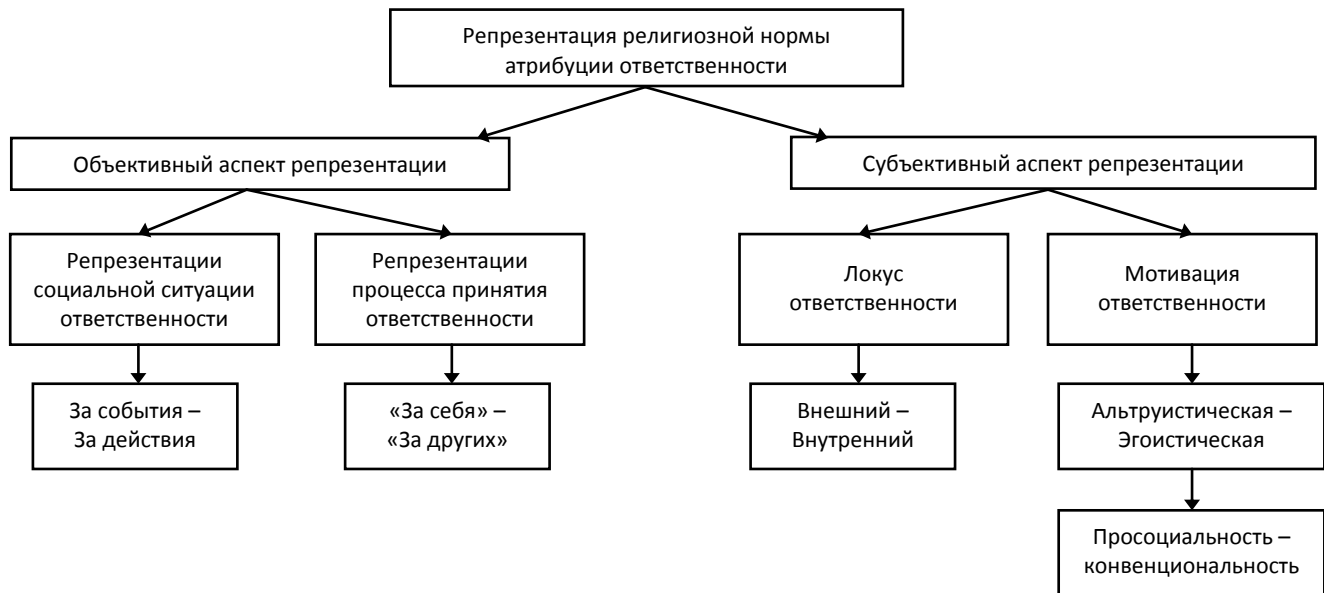 Репрезентация религиозной нормы
атрибуции ответственности
Объективный аспект репрезентации
Субъективный аспект репрезентации
Репрезентации
социальной ситуации
ответственности
Репрезентации
процесса принятия
ответственности
Локус
ответственности
Мотивация
ответственности
За события –
За действия
«За себя» –
«За других»
Внешний –
Внутренний
Альтруистическая –
Эгоистическая
Просоциальность –
конвенциональность